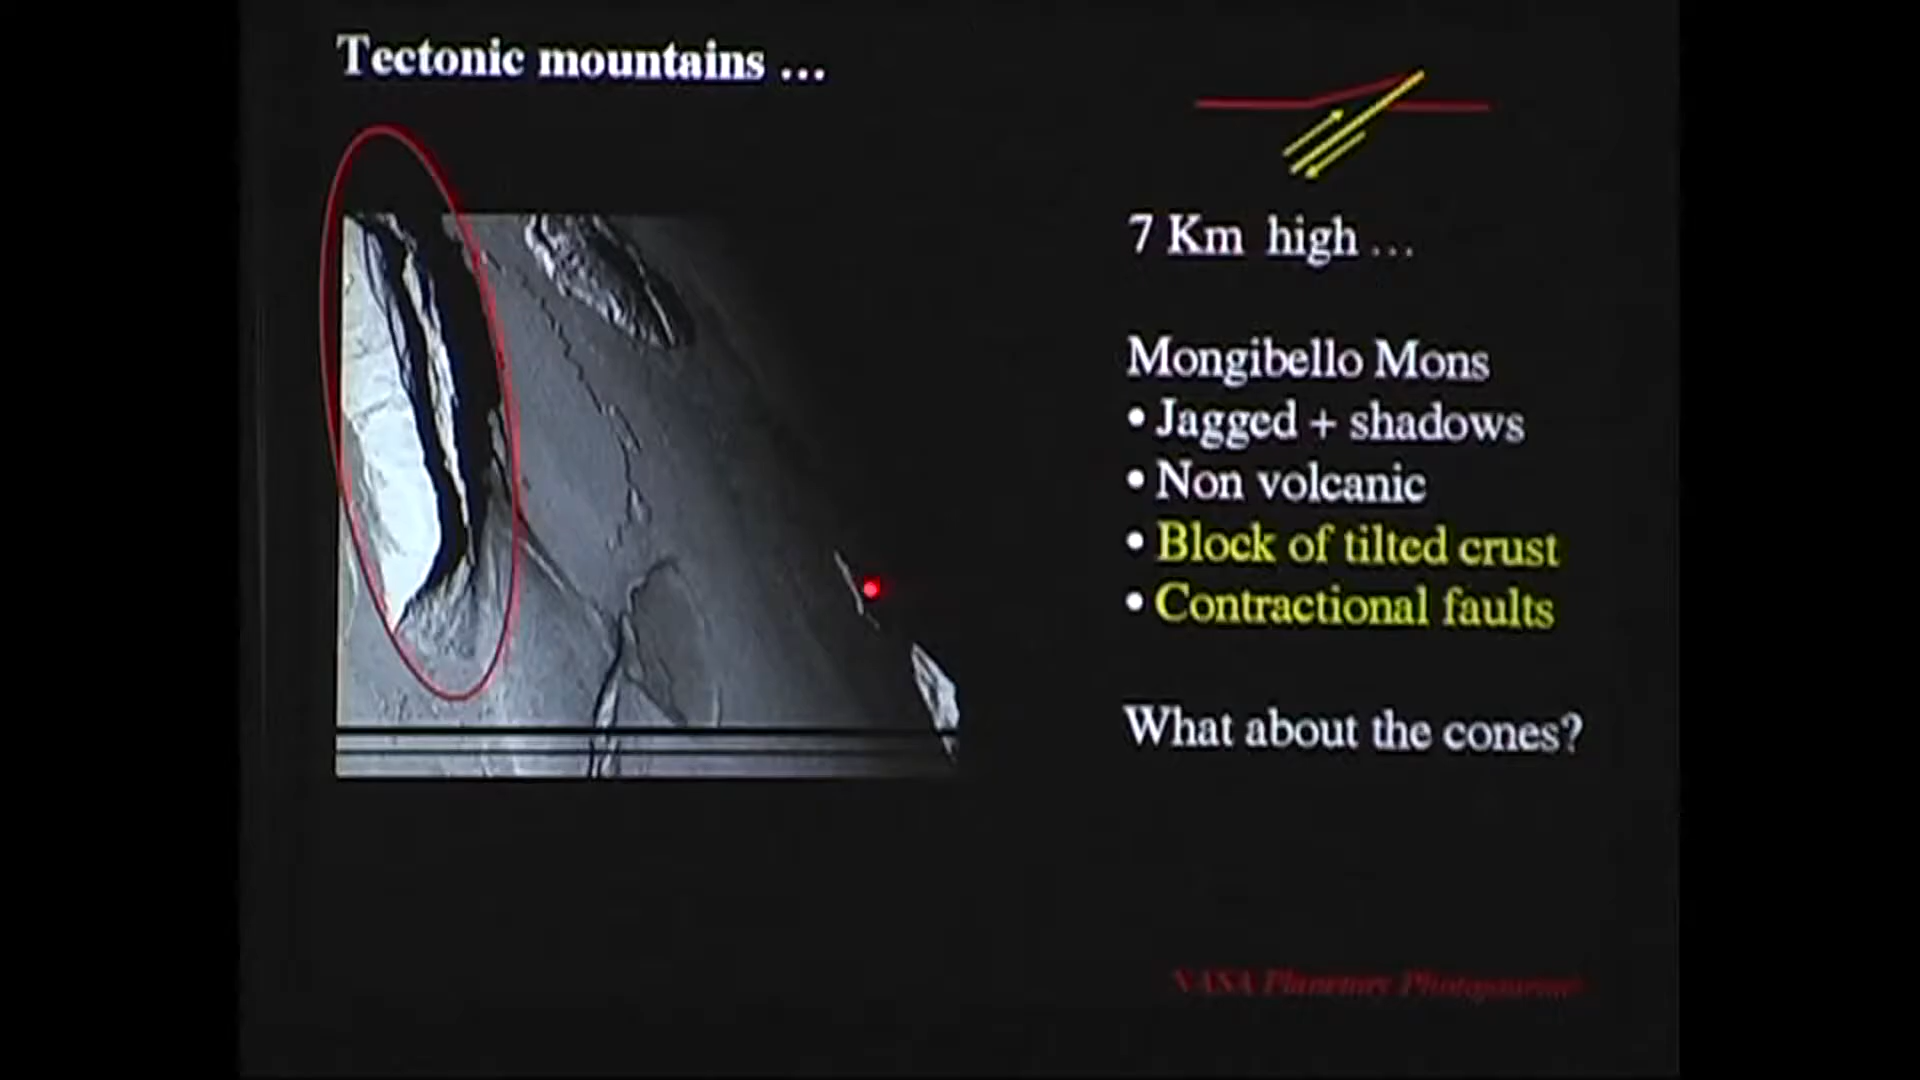 Tectonic mountains ...
7 Km high ...
Mongibello Mons
• Jagged + shadows
• Non volcanic
• Block of tilted crust
• Contractional faults
What about the cones?
NASA Planetary Photojournal